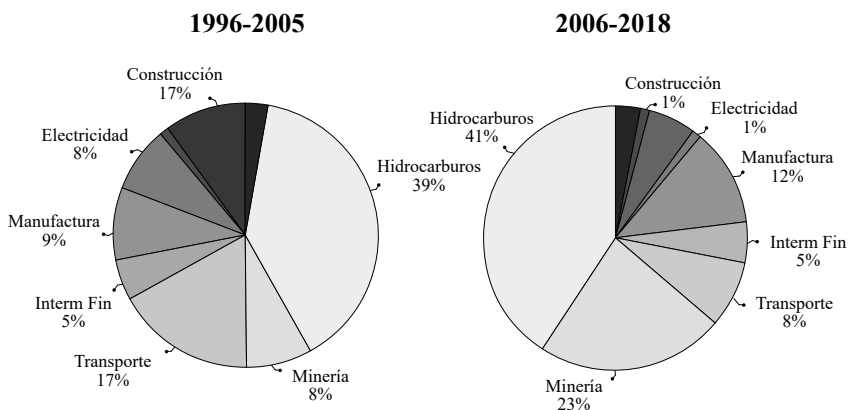 1996-2005
Construcción
17%
Electricidad
8%
Manufactura
9%
Interm Fin
5%
Transporte
17%
Minería
8%
Hidrocarburos
39%
2006-2018
Construcción
1%
Electricidad
1%
Manufactura
12%
Interm Fin
5%
Transporte
8%
Minería
23%
Hidrocarburos
41%